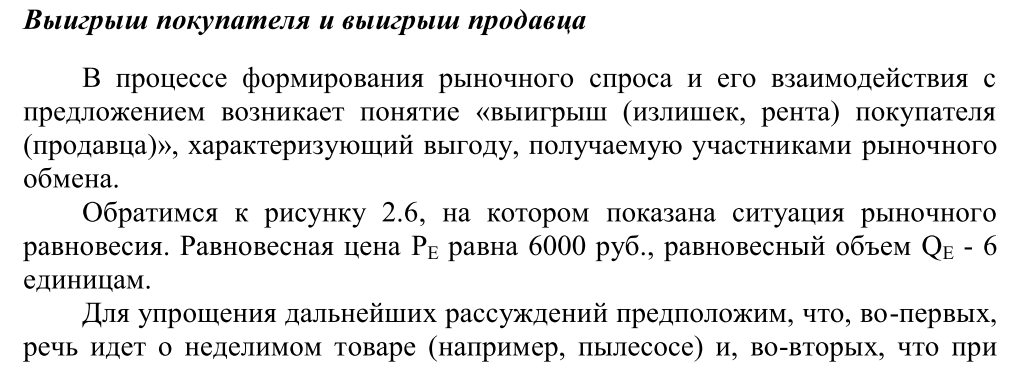 Выигрыш покупателя и выигрыш продавца
В процессе формирования рыночного спроса и его взаимодействия с
предложением возникает понятие «выигрыш (излишек, рента) покупателя
(продавца)», характеризующий выгоду, получаемую участниками рыночного
обмена.
Обратимся к рисунку 2.6, на котором показана ситуация рыночного
равновесия. Равновесная цена PE равна 6000 руб., равновесный объем QE - 6
единицам.
Для упрощения дальнейших рассуждений предположим, что, во-первых,
речь идет о неделимом товаре (например, пылесосе) и, во-вторых, что при